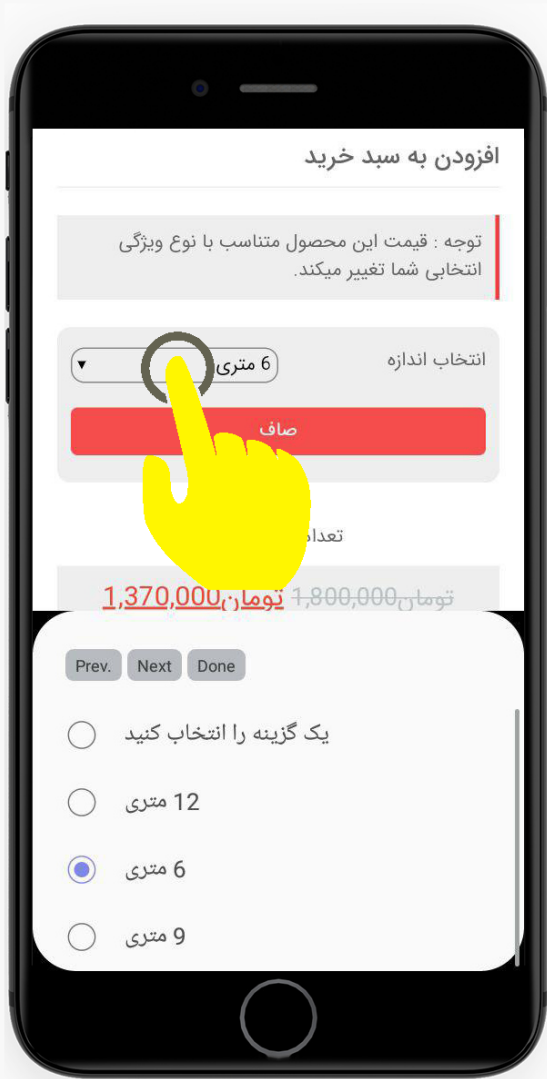 افزودن به سبد خرید
توجه : قیمت این محصول متناسب با نوع ویژگی
انتخابی شما تغییر میکند.
انتخاب اندازه
6 متری
صاف
1,800,000تومان 1,370,000تومان
Prev. Next Done
یک گزینه را انتخاب کنید
12 متری
6 متری
9 متری